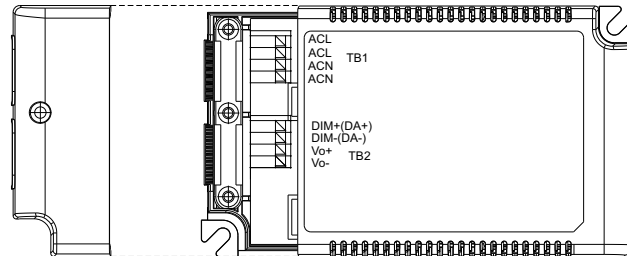 ACL
ACL
ACN
ACN
TB1
DIM+(DA+)
DIM-(DA-)
Vo+
Vo-
TB2